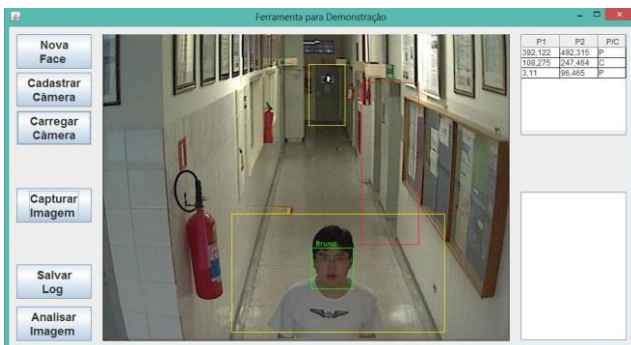 Ferramenta para Demonstração
Nova
Face
Cadastrar
Câmera
Carregar
Câmera
Capturar
Imagem
Salvar
Log
Analisar
Imagem
Bruno
P1 P2 P/C
392,122 492,315 P
108,275 247,464 C
3,11 96,465 P